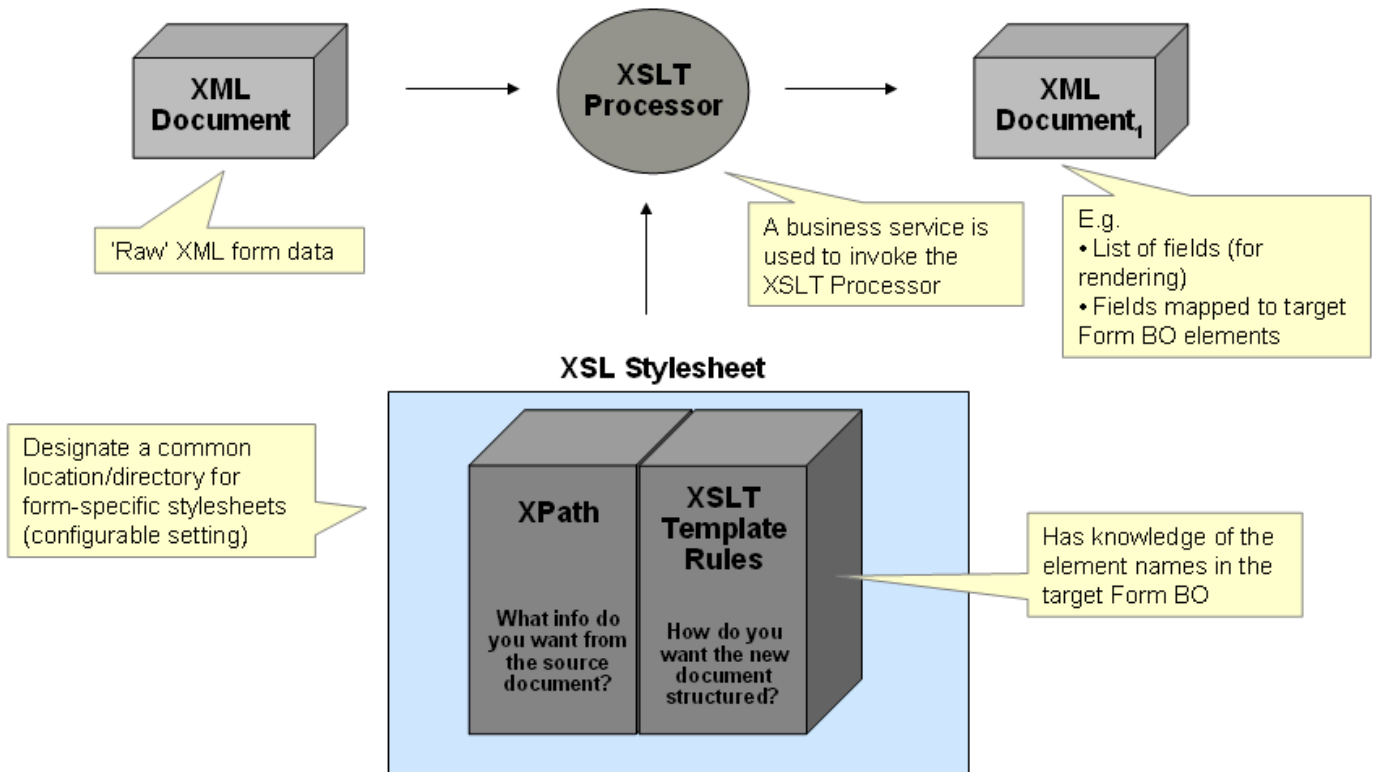 XML
Document
XSLT
Processor
XML
Document1
'Raw' XML form data
A business service is
used to invoke the
XSLT Processor
E.g.
• List of fields (for
rendering)
• Fields mapped to target
Form BO elements
XSL Stylesheet
Designate a common
location/directory for
form-specific stylesheets
(configurable setting)
XPath
What info do
you want from
the source
document?
XSLT
Template
Rules
How do you
want the new
document
structured?
Has knowledge of the
element names in the
target Form BO